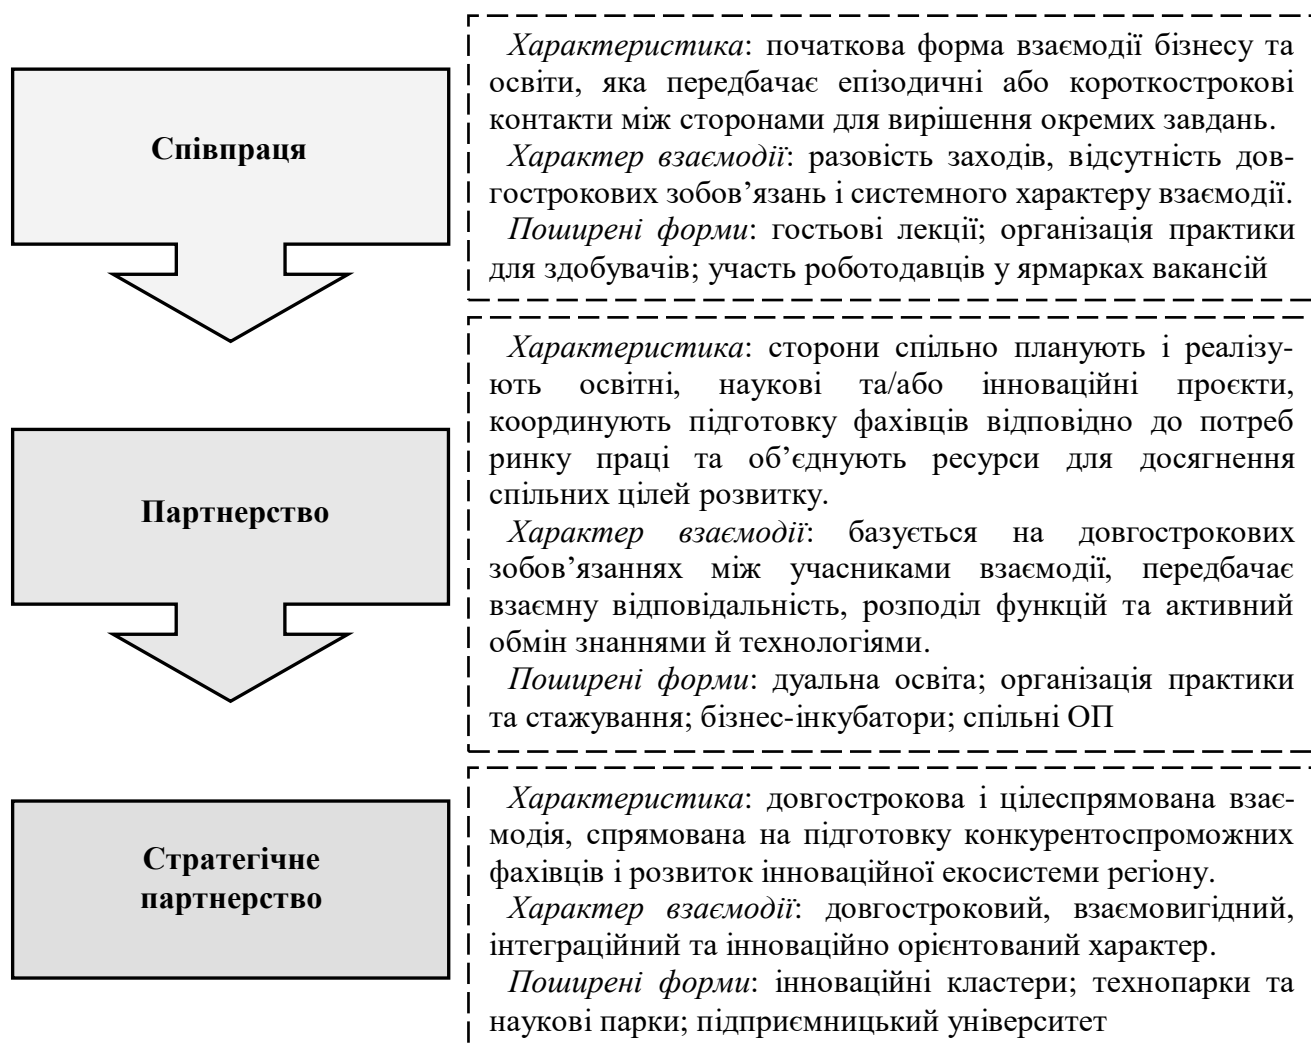 Співпраця
Характеристика: початкова форма взаємодії бізнесу та
освіти, яка передбачає епізодичні або короткострокові
контакти між сторонами для вирішення окремих завдань.
Характер взаємодії: разовість заходів, відсутність дов-
гострокових зобов’язань і системного характеру взаємодії.
Поширені форми: гостьові лекції; організація практики
для здобувачів; участь роботодавців у ярмарках вакансій
Партнерство
Характеристика: сторони спільно планують і реалізу-
ють освітні, наукові та/або інноваційні проєкти,
координують підготовку фахівців відповідно до потреб
ринку праці та об’єднують ресурси для досягнення
спільних цілей розвитку.
Характер взаємодії: базується на довгострокових
зобов’язаннях між учасниками взаємодії, передбачає
взаємну відповідальність, розподіл функцій та активний
обмін знаннями й технологіями.
Поширені форми: дуальна освіта; організація практики
та стажування; бізнес-інкубатори; спільні ОП
Стратегічне
партнерство
Характеристика: довгострокова і цілеспрямована взає-
модія, спрямована на підготовку конкурентоспроможних
фахівців і розвиток інноваційної екосистеми регіону.
Характер взаємодії: довгостроковий, взаємовигідний,
інтеграційний та інноваційно орієнтований характер.
Поширені форми: інноваційні кластери; технопарки та
наукові парки; підприємницький університет